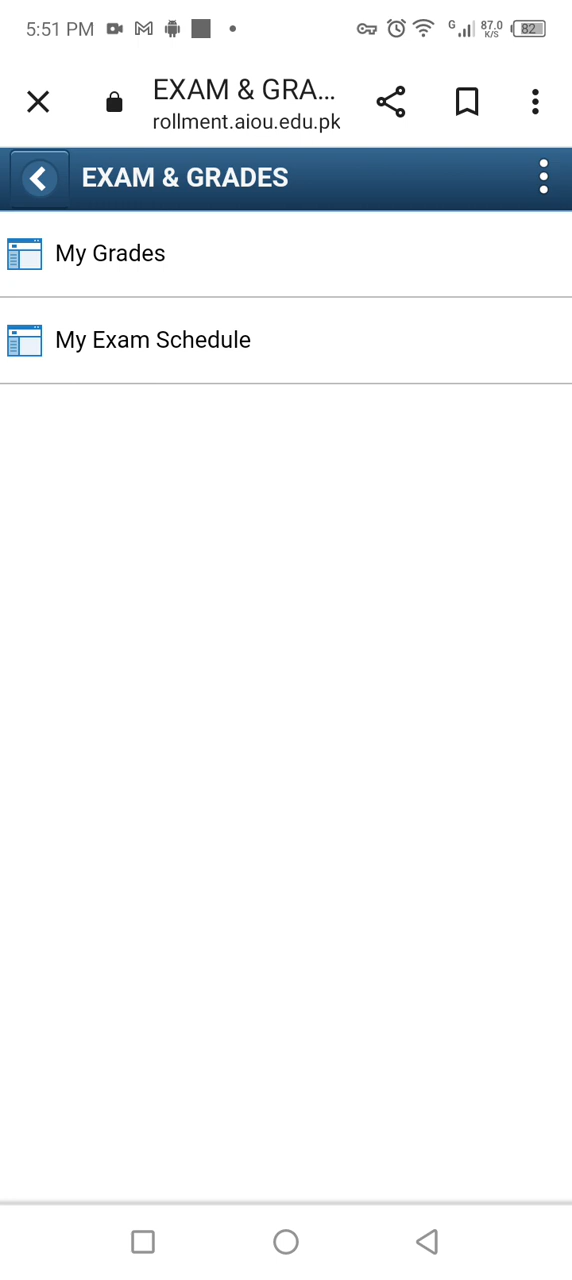 5:51 PM G 87.0 K/S 82
EXAM & GRA...
rollment.aiou.edu.pk
EXAM & GRADES
My Grades
My Exam Schedule